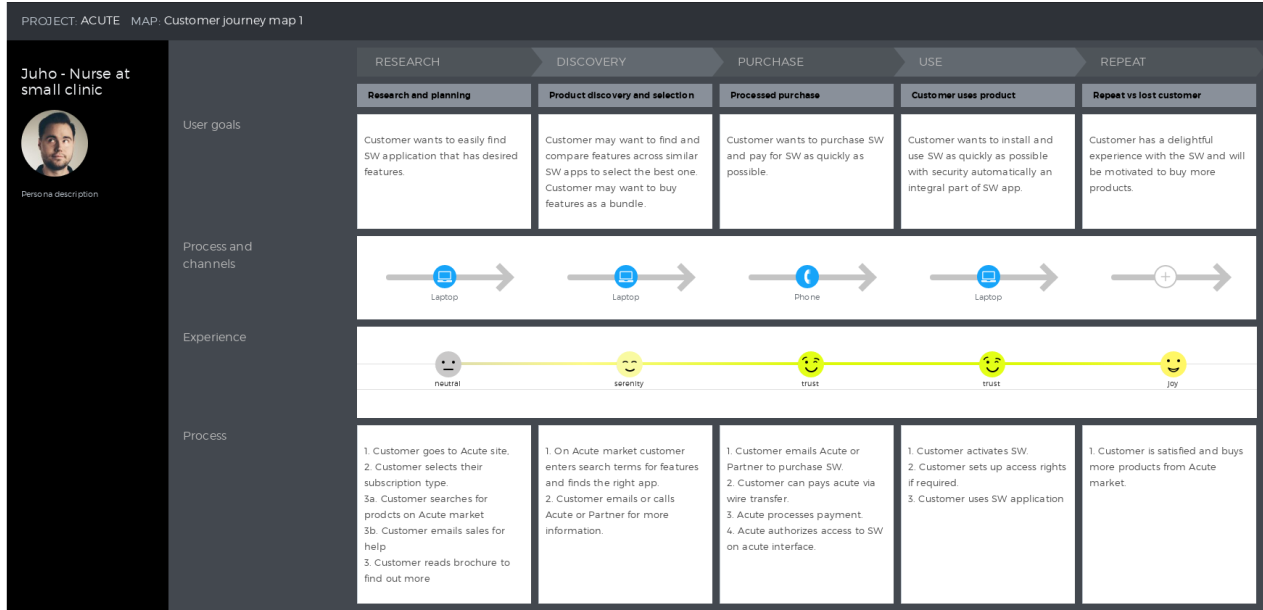 PROJECT: ACUTE MAP: Customer journey map 1
Juho - Nurse at
small clinic
Persona description
RESEARCH
DISCOVERY
PURCHASE
USE
REPEAT
Research and planning
Product discovery and selection
Processed purchase
Customer uses product
Repeat vs lost customer
User goals
Customer wants to easily find
SW application that has desired
features.
Customer may want to find and
compare features across similar
SW apps to select the best one.
Customer may want to buy
features as a bundle.
Customer wants to purchase SW
and pay for SW as quickly as
possible.
Customer wants to install and
use SW as quickly as possible
with security automatically an
integral part of SW app.
Customer has a delightful
experience with the SW and will
be motivated to buy more
products.
Process and
channels
Laptop
Laptop
Phone
Laptop
Experience
neutral
serenity
trust
trust
joy
Process
1. Customer goes to Acute site,
2. Customer selects their
subscription type.
3a. Customer searches for
prodcts on Acute market
3b. Customer emails sales for
help
3. Customer reads brochure to
find out more
1. On Acute market customer
enters search terms for features
and finds the right app.
2. Customer emails or calls
Acute or Partner for more
information.
1. Customer emails Acute or
Partner to purchase SW.
2. Customer can pays acute via
wire transfer.
3. Acute processes payment.
4. Acute authorizes access to SW
on acute interface.
1. Customer activates SW.
2. Customer sets up access rights
if required.
3. Customer uses SW application
1. Customer is satisfied and buys
more products from Acute
market.